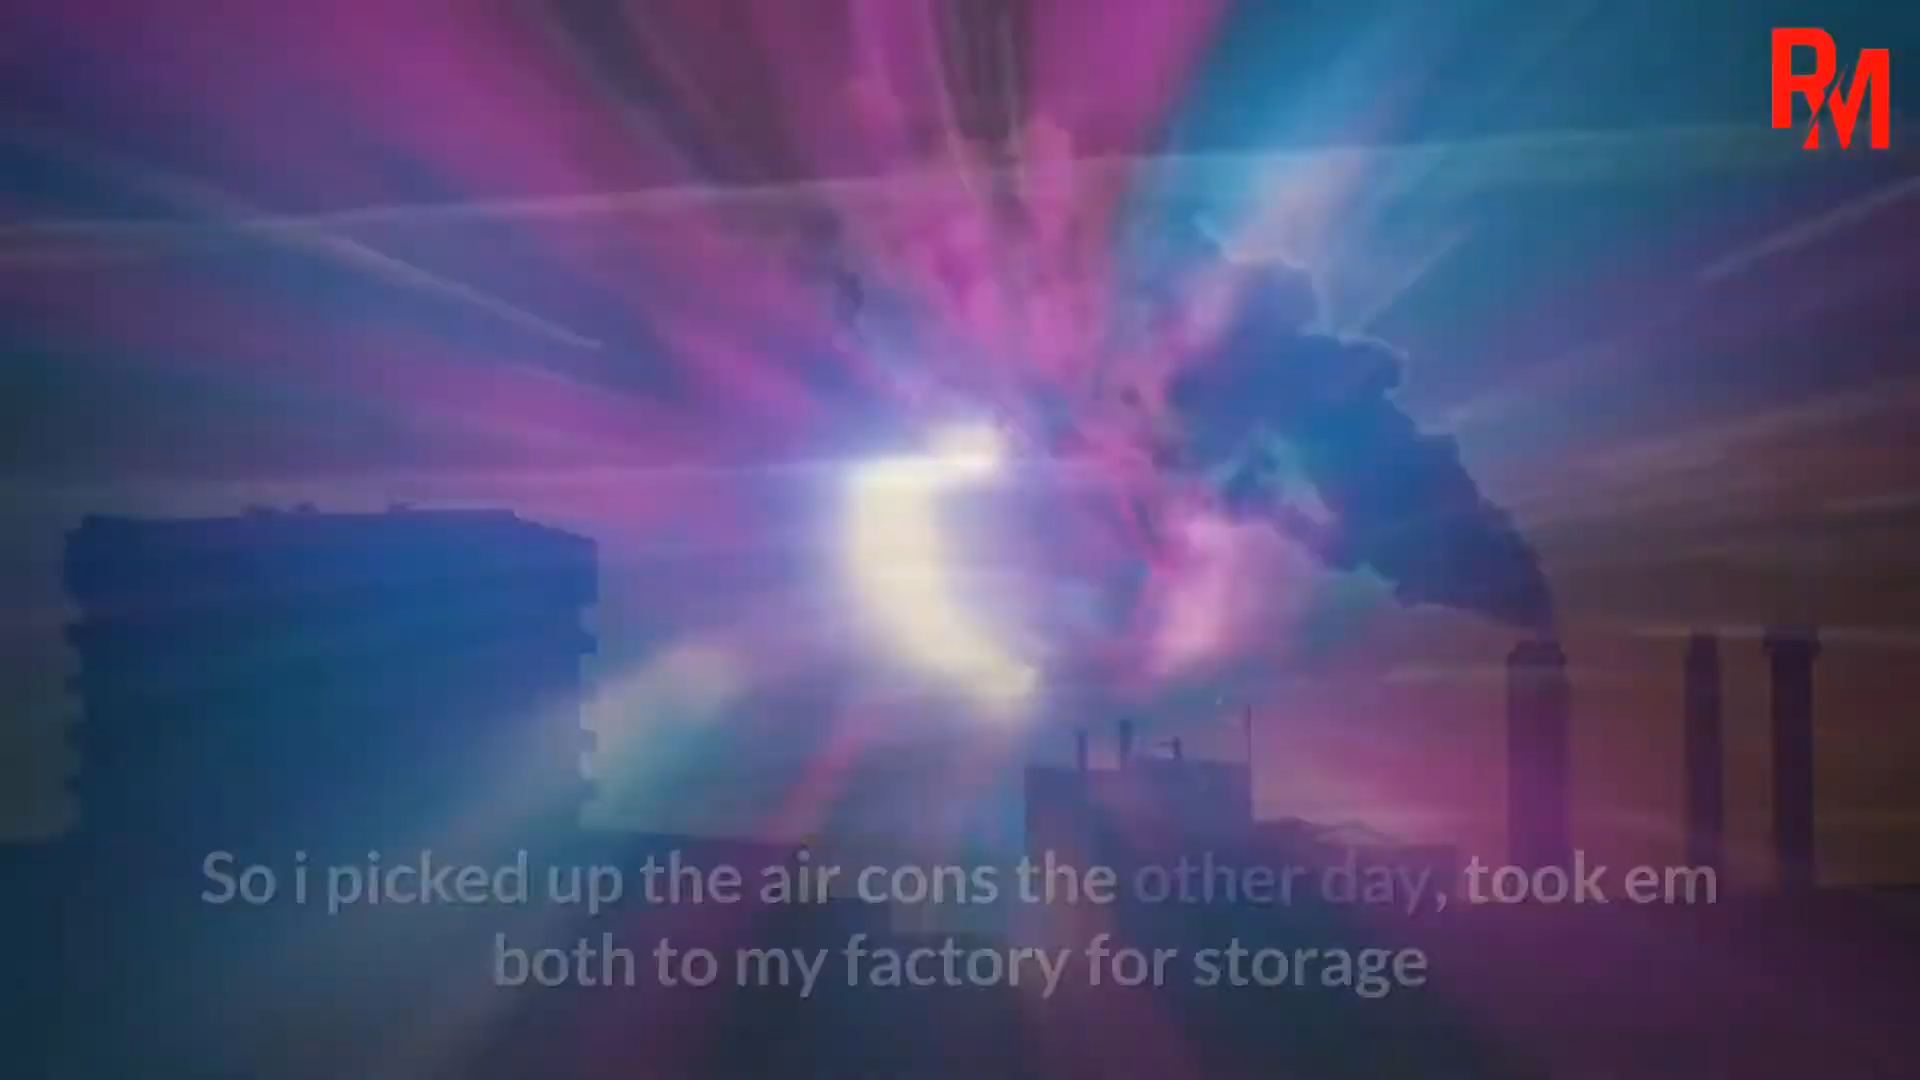 RM
So i picked up the air cons the other day, took em
both to my factory for storage